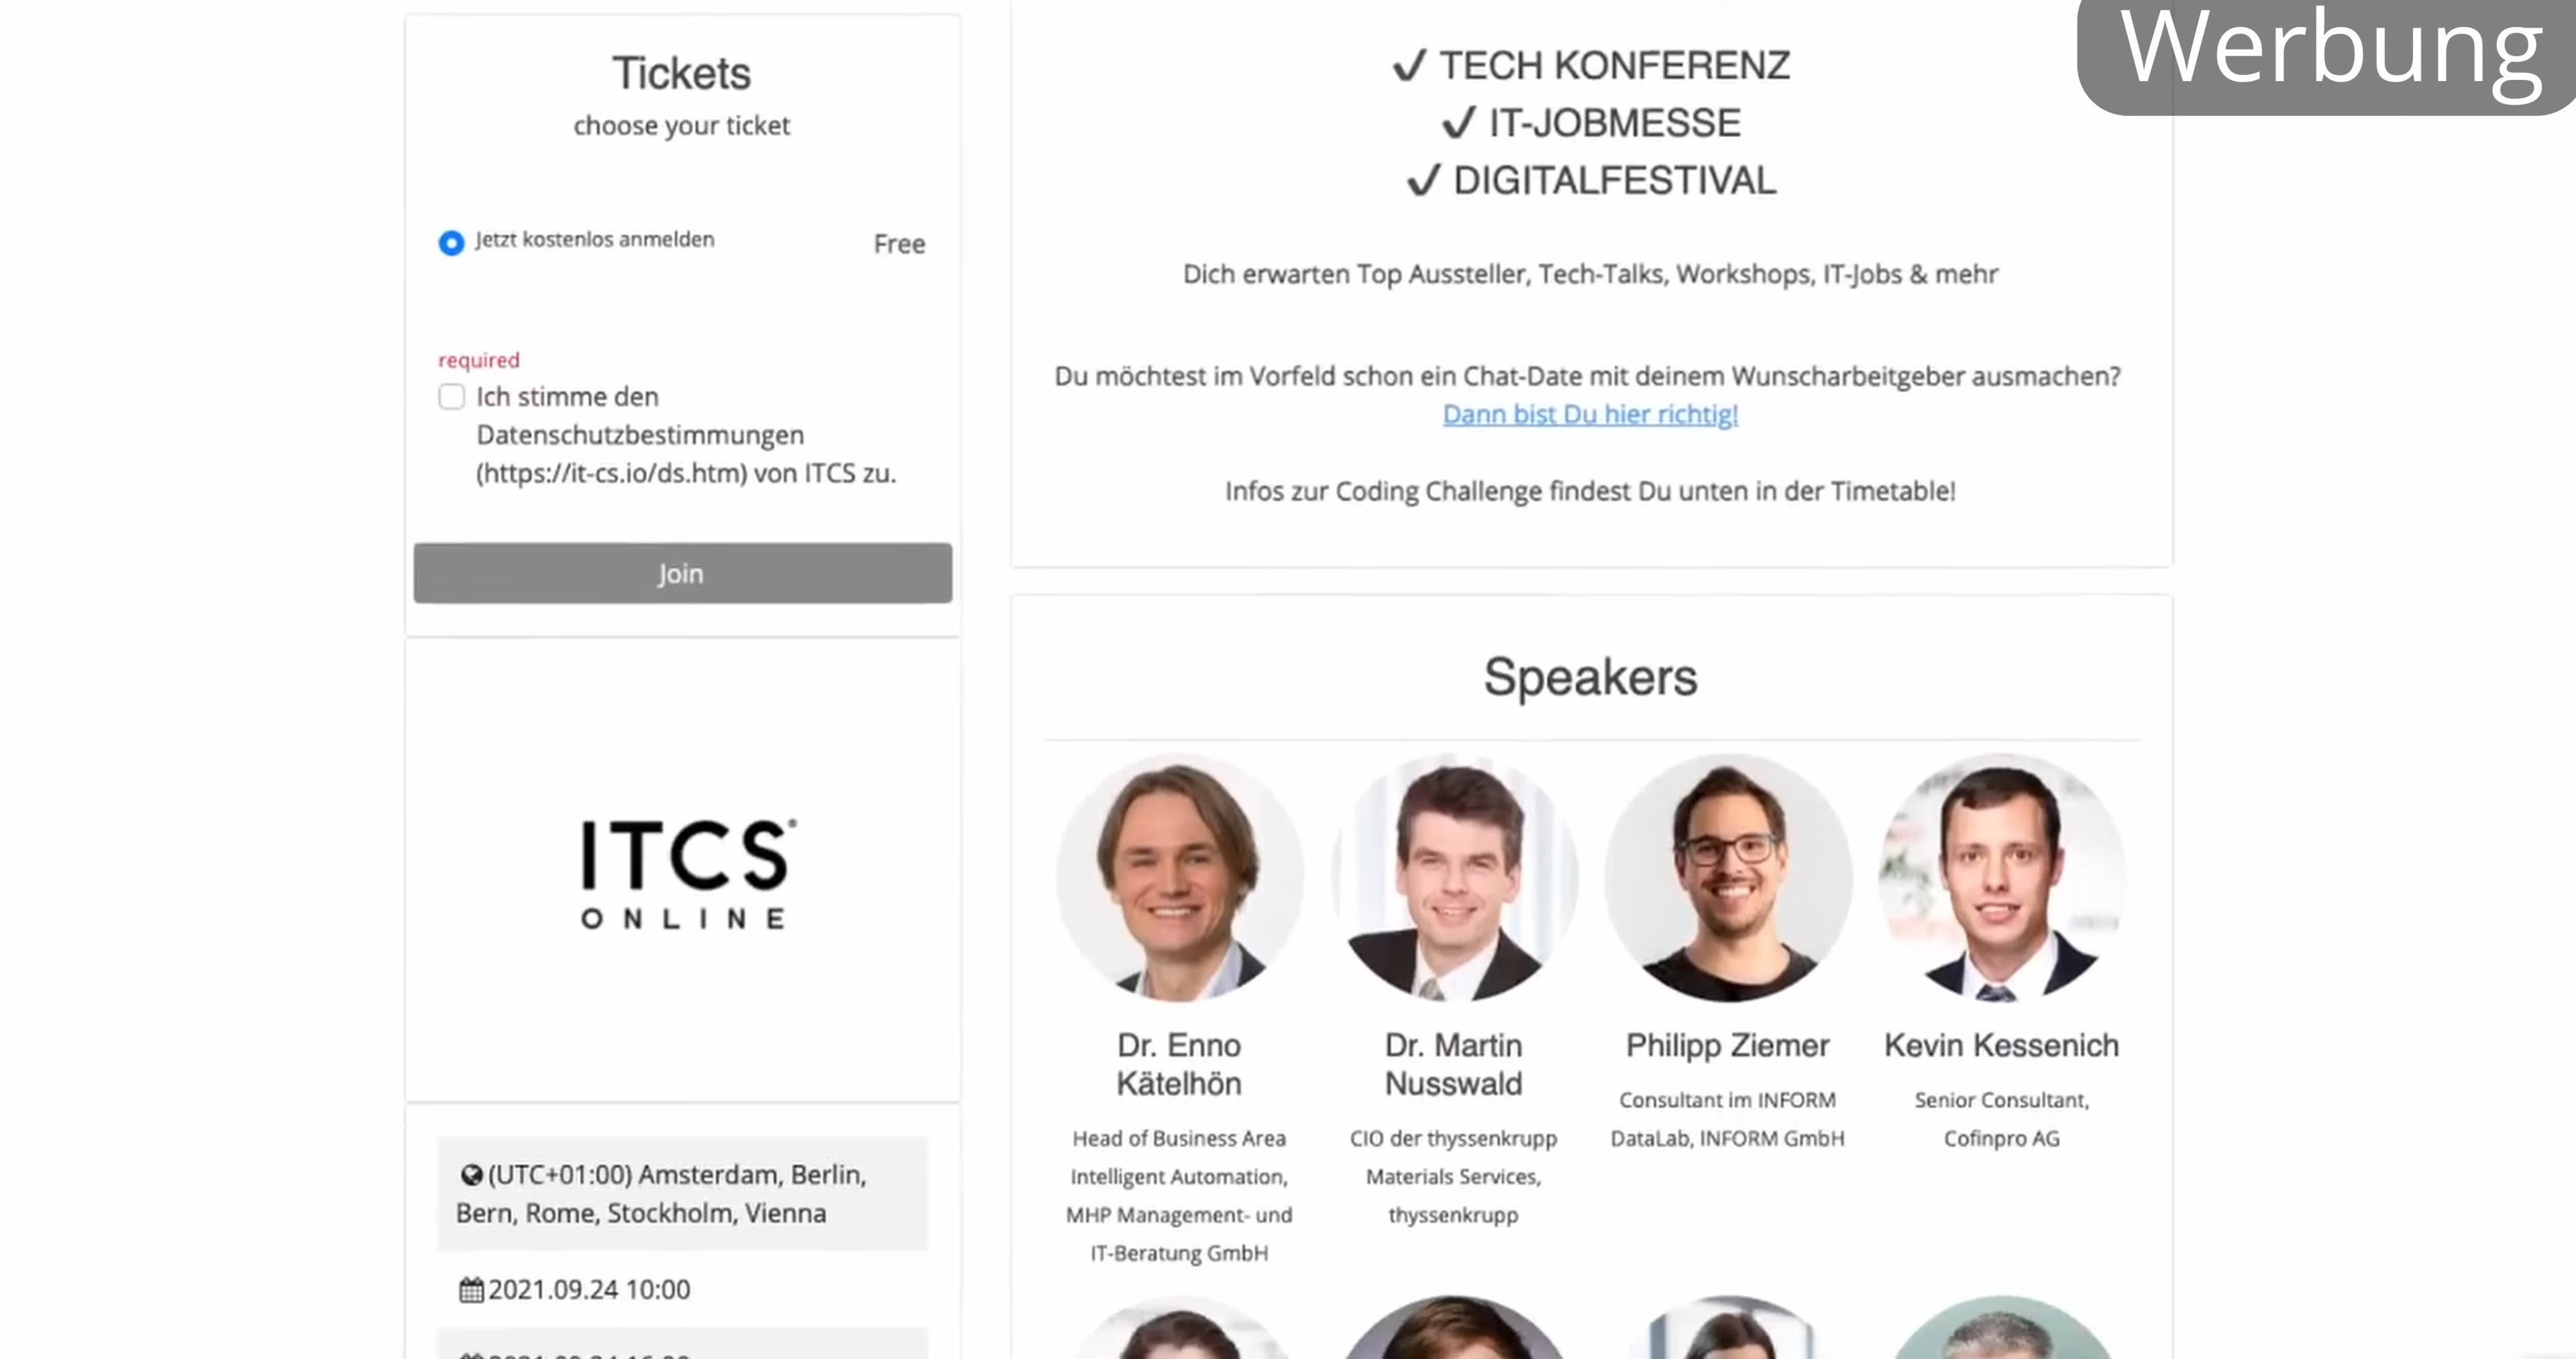 Werbung
Tickets
choose your ticket
Jetzt kostenlos anmelden
Free
required
Ich stimme den
Datenschutzbestimmungen
(https://it-cs.io/ds.htm) von ITCS zu.
Join
ITCS
ONLINE
(UTC+01:00) Amsterdam, Berlin,
Bern, Rome, Stockholm, Vienna
2021.09.24 10:00
✓ TECH KONFERENZ
✓ IT-JOBMESSE
✓ DIGITALFESTIVAL
Dich erwarten Top Aussteller, Tech-Talks, Workshops, IT-Jobs & mehr
Du möchtest im Vorfeld schon ein Chat-Date mit deinem Wunscharbeitgeber ausmachen?
Dann bist Du hier richtig!
Infos zur Coding Challenge findest Du unten in der Timetable!
Speakers
Dr. Enno
Kätelhön
Head of Business Area
Intelligent Automation,
MHP Management- und
IT-Beratung GmbH
Dr. Martin
Nusswald
CIO der thyssenkrupp
Materials Services,
thyssenkrupp
Philipp Ziemer
Consultant im INFORM
DataLab, INFORM GmbH
Kevin Kessenich
Senior Consultant,
Cofinpro AG